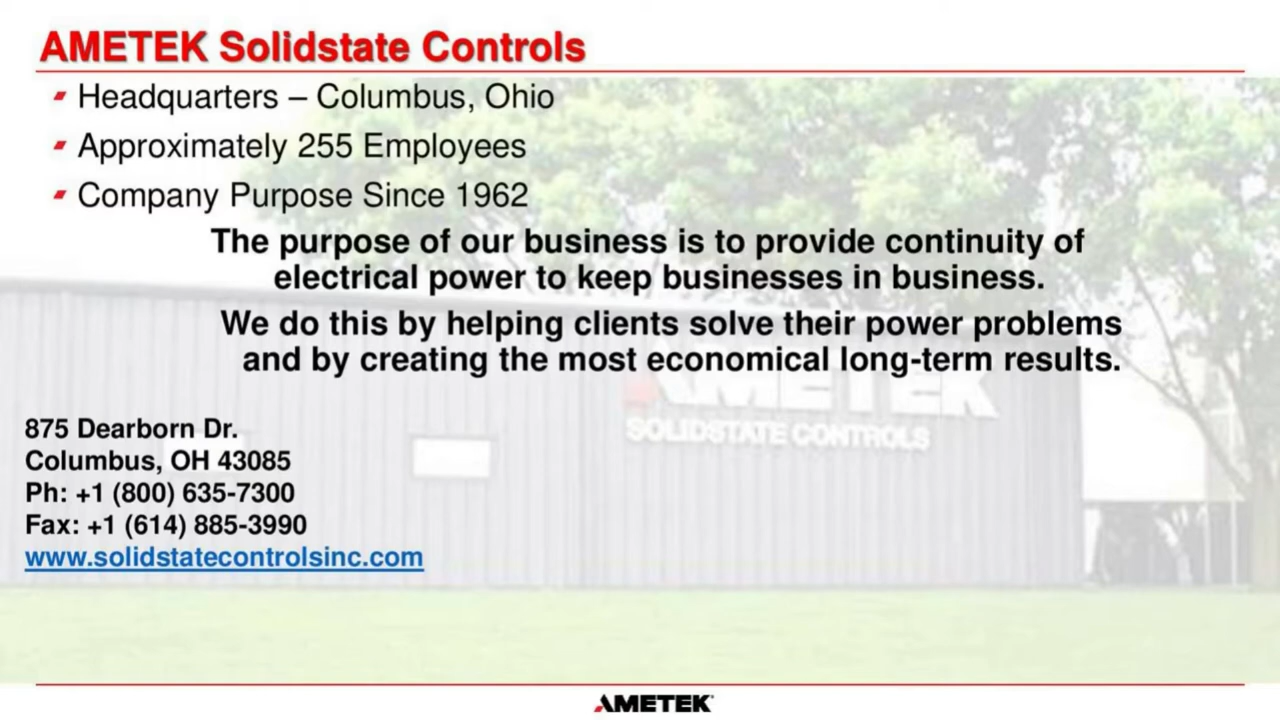 AMETEK Solidstate Controls
Headquarters – Columbus, Ohio
Approximately 255 Employees
Company Purpose Since 1962
The purpose of our business is to provide continuity of
electrical power to keep businesses in business.
We do this by helping clients solve their power problems
and by creating the most economical long-term results.
AMETEK
SOLIDSTATE CONTROLS
875 Dearborn Dr.
Columbus, OH 43085
Ph: +1 (800) 635-7300
Fax: +1 (614) 885-3990
www.solidstatecontrolsinc.com
AMETEK